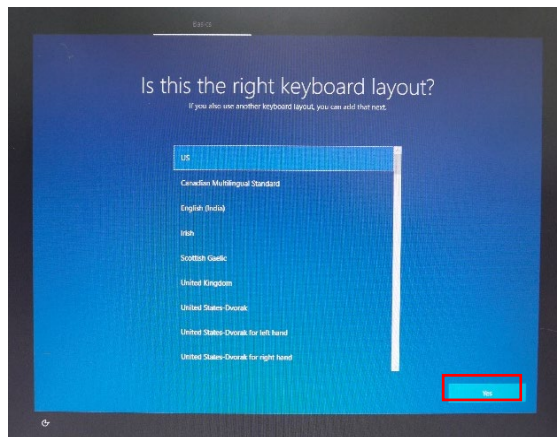 Basics
Is this the right keyboard layout?
If you also use another keyboard layout, you can add that next.
US
Canadian Multilingual Standard
English (India)
Irish
Scottish Gaelic
United Kingdom
United States-Dvorak
United States-Dvorak for left hand
United States-Dvorak for right hand
Yes